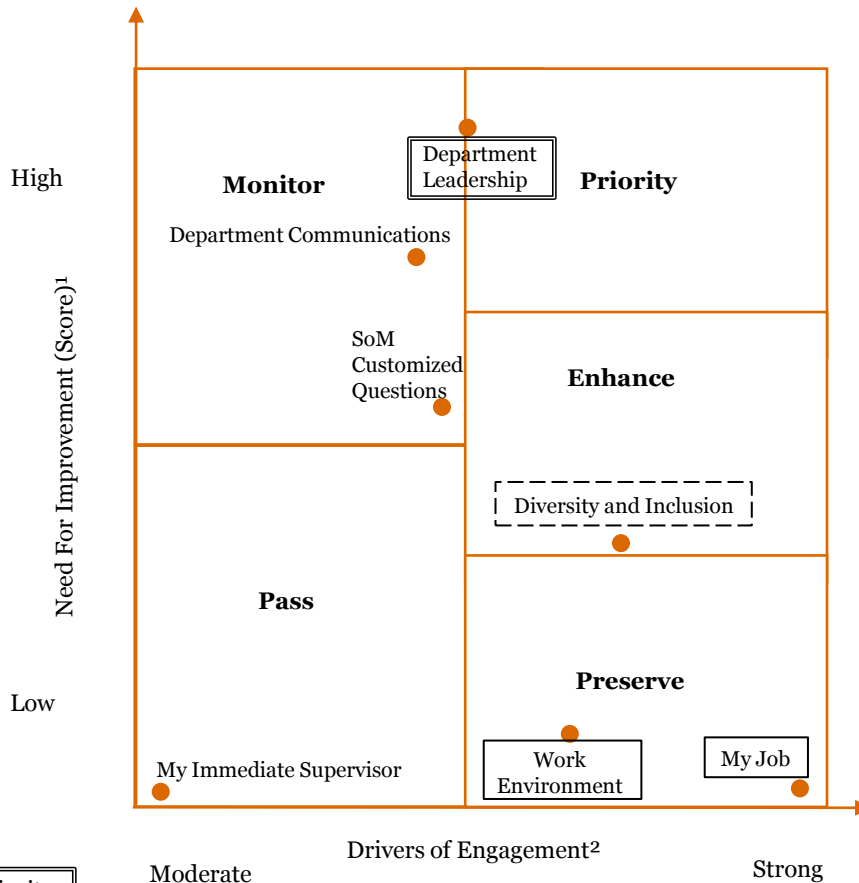 High
Monitor
Department
Leadership
Priority
Department Communications
Need For Improvement (Score)¹
SoM
Customized
Questions
Enhance
Diversity and Inclusion
Pass
Preserve
Low
My Immediate Supervisor
Work
Environment
My Job
Drivers of Engagement²
Moderate
Strong